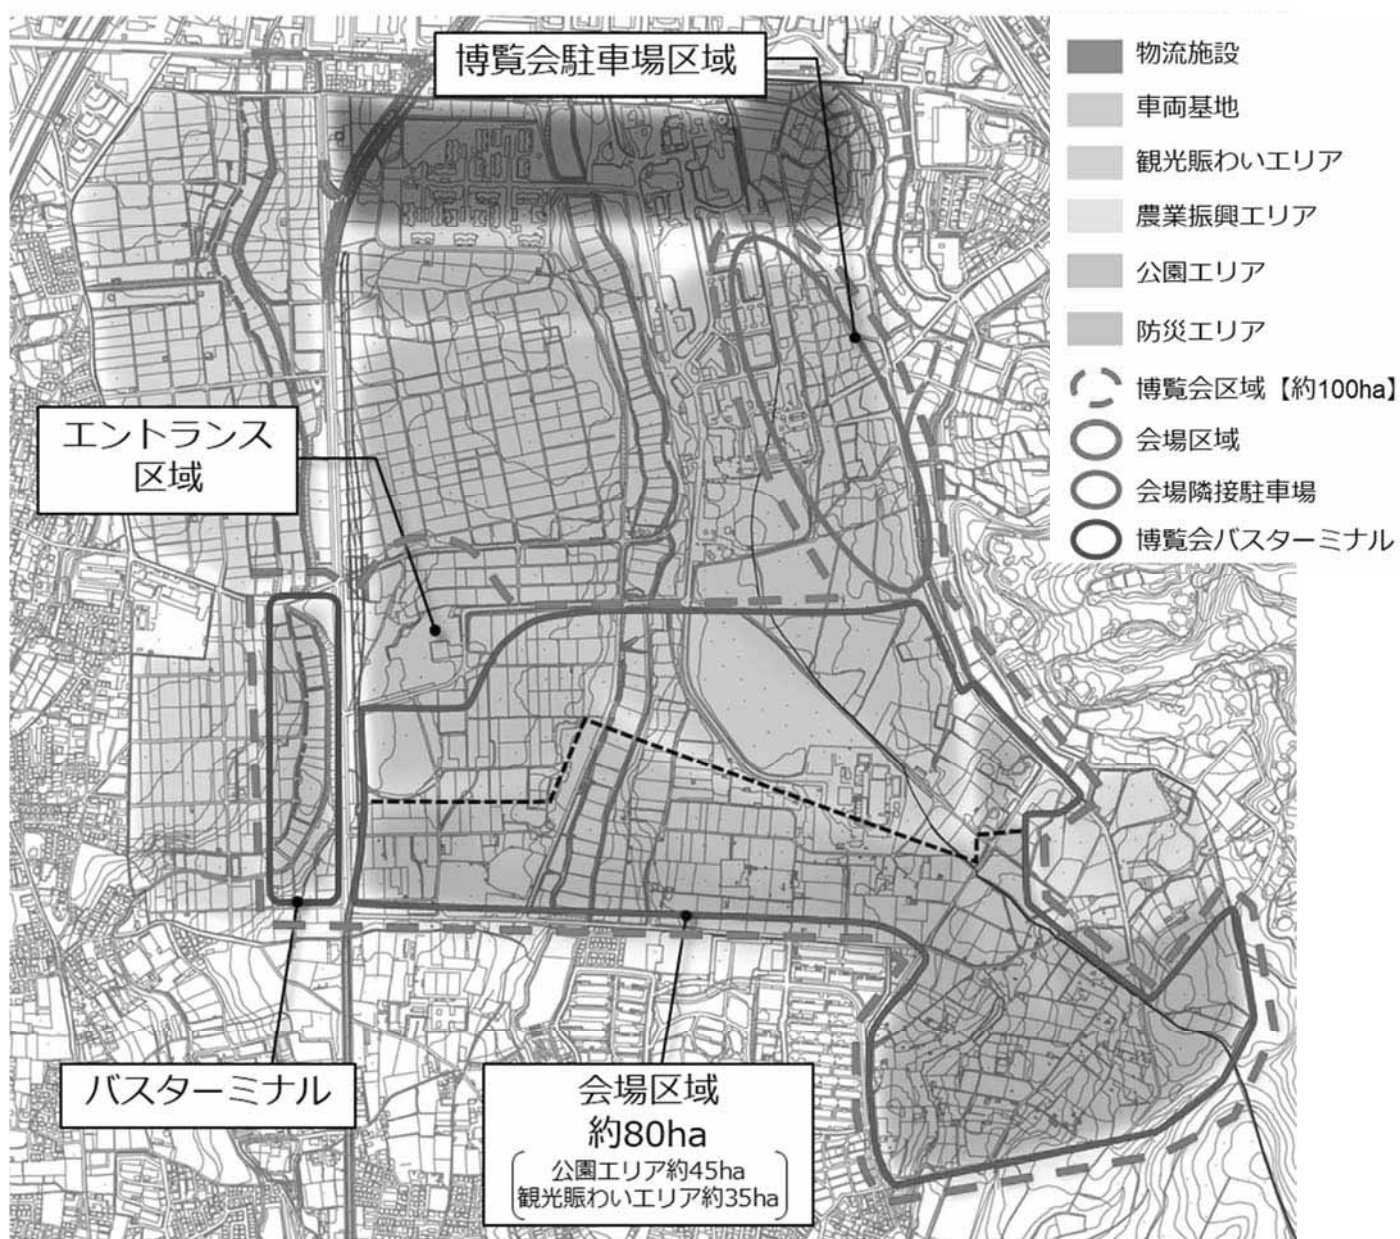 博覧会駐車場区域
物流施設
車両基地
観光賑わいエリア
農業振興エリア
公園エリア
防災エリア
博覧会区域【約100ha】
会場区域
会場隣接駐車場
博覧会バスターミナル
エントランス
区域
バスターミナル
会場区域
約80ha
公園エリア約45ha
観光賑わいエリア約35ha